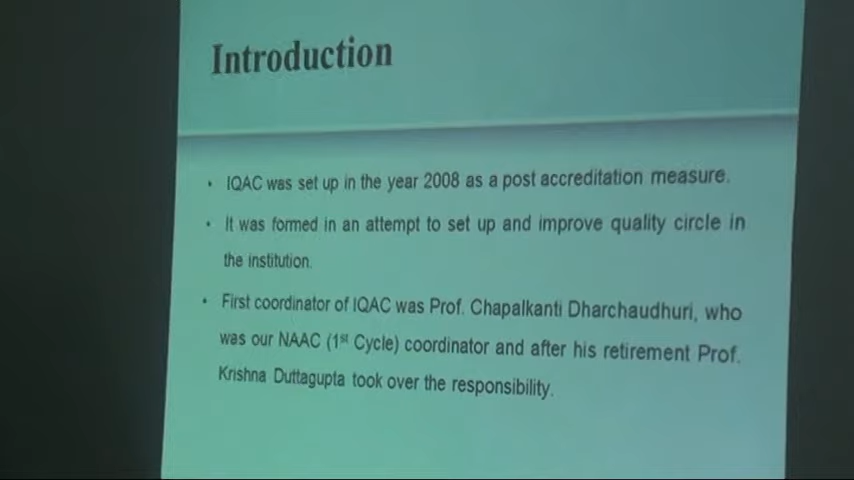 Introduction
• IQAC was set up in the year 2008 as a post accreditation measure.
• It was formed in an attempt to set up and improve quality circle in
the institution.
• First coordinator of IQAC was Prof. Chapalkanti Dharchaudhuri, who
was our NAAC (1st Cycle) coordinator and after his retirement Prof.
Krishna Duttagupta took over the responsibility.